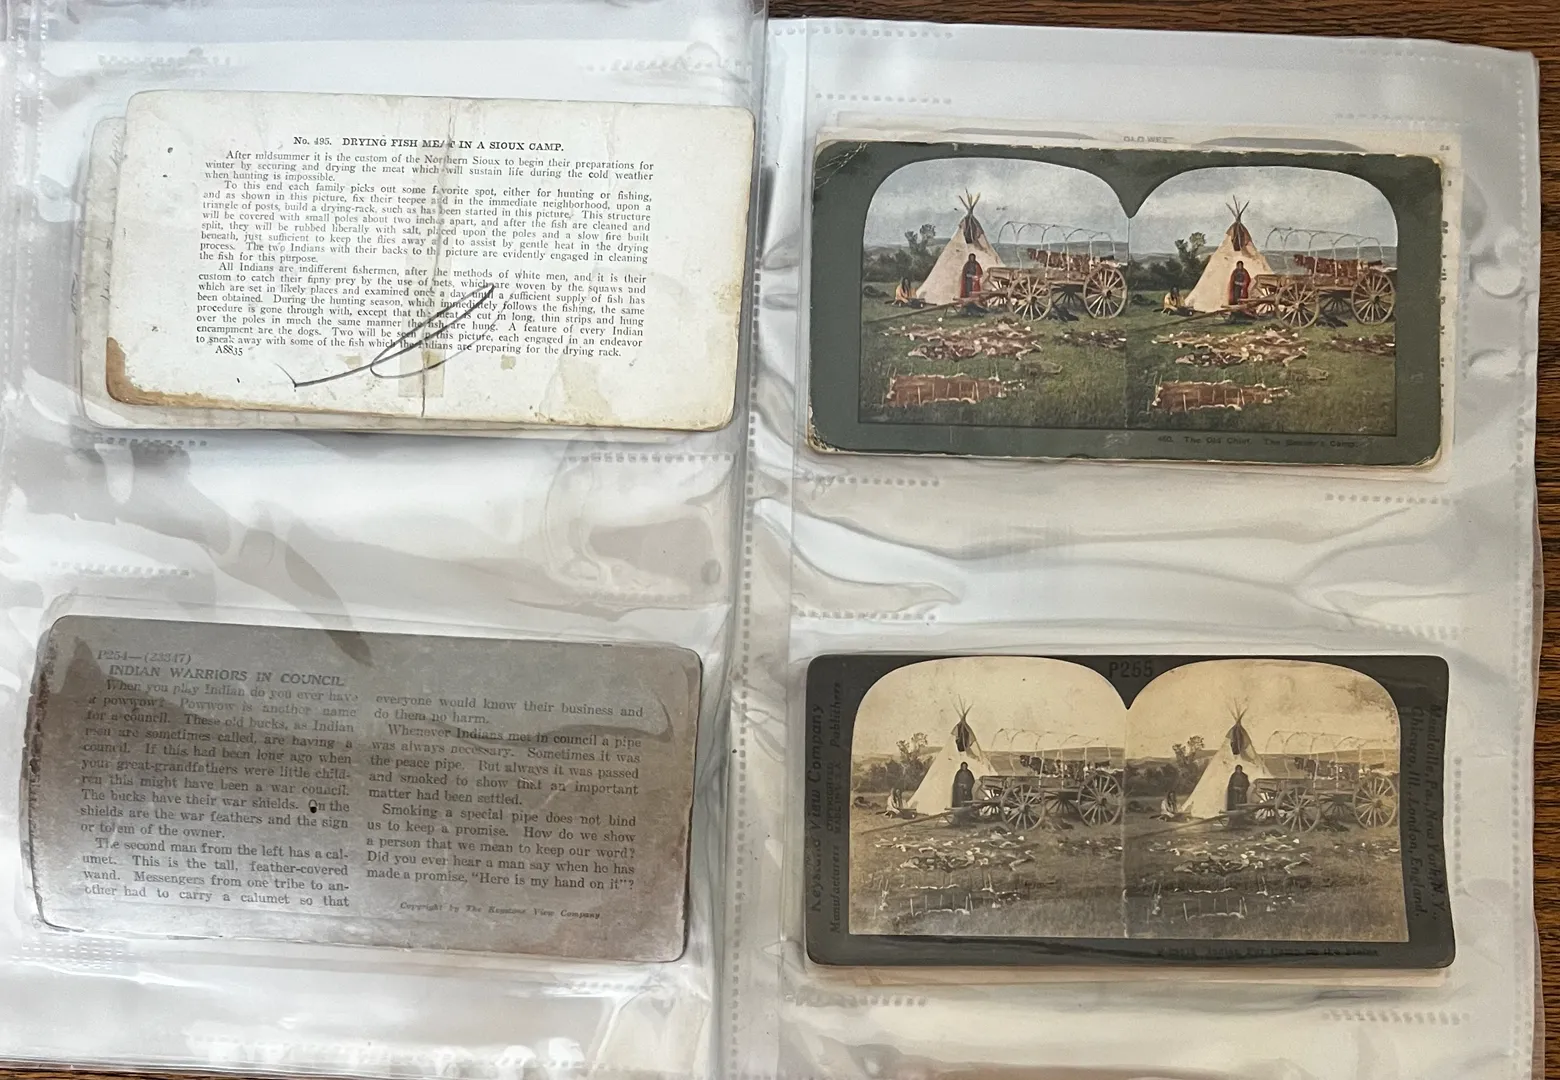 No. 495. DRYING FISH MEAT IN A SIOUX CAMP.
After midsummer it is the custom of the Northern Sioux to begin their preparations for
winter by securing and drying the meat which will sustain life during the cold weather
when hunting is impossible.
To this end each family picks out some favorite spot, either for hunting or fishing,
and as shown in this picture, fix their teepee and in the immediate neighborhood, upon a
triangle of posts, build a drying-rack, such as has been started in this picture. This structure
will be covered with small poles about two inches apart, and after the fish are cleaned and
split, they will be rubbed liberally with salt, placed upon the poles and a slow fire built
beneath, just sufficient to keep the flies away and to assist by gentle heat in the drying
process. The two Indians with their backs to the picture are evidently engaged in cleaning
the fish for this purpose.
All Indians are indifferent fishermen, after the methods of white men, and it is their
custom to catch their finny prey by the use of nets, which are woven by the squaws and
which are set in likely places and examined once a day until a sufficient supply of fish has
been obtained. During the hunting season, which immediately follows the fishing, the same
procedure is gone through with, except that the meat is cut in long, thin strips and hung
over the poles in much the same manner the fish are hung. A feature of every Indian
encampment are the dogs. Two will be seen in this picture, each engaged in an endeavor
to sneak away with some of the fish which the Indians are preparing for the drying rack.
A8835
OLD WEST
460. The Old Chief. The Camp.
P254—(23347)
INDIAN WARRIORS IN COUNCIL
When you play Indian do you ever have
a powwow? Powwow is another name
for a council. These old bucks, as Indian
men are sometimes called, are having a
council. If this had been long ago when
your great-grandfathers were little child-
ren this might have been a war council.
The bucks have their war shields. On the
shields are the war feathers and the sign
or totem of the owner.
The second man from the left has a cal-
umet. This is the tall, feather-covered
wand. Messengers from one tribe to an-
other had to carry a calumet so that
everyone would know their business and
do them no harm.
Whenever Indians met in council a pipe
was always necessary. Sometimes it was
the peace pipe. But always it was passed
and smoked to show that an important
matter had been settled.
Smoking a special pipe does not bind
us to keep a promise. How do we show
a person that we mean to keep our word?
Did you ever hear a man say when he has
made a promise, "Here is my hand on it"?
Copyright by The Keystone View Company
P255
Keystone View Company
Manufacturers Publishers
Meadville, Pa., New York, N.Y.,
Chicago, Ill., London, England.
Camp on the Plains